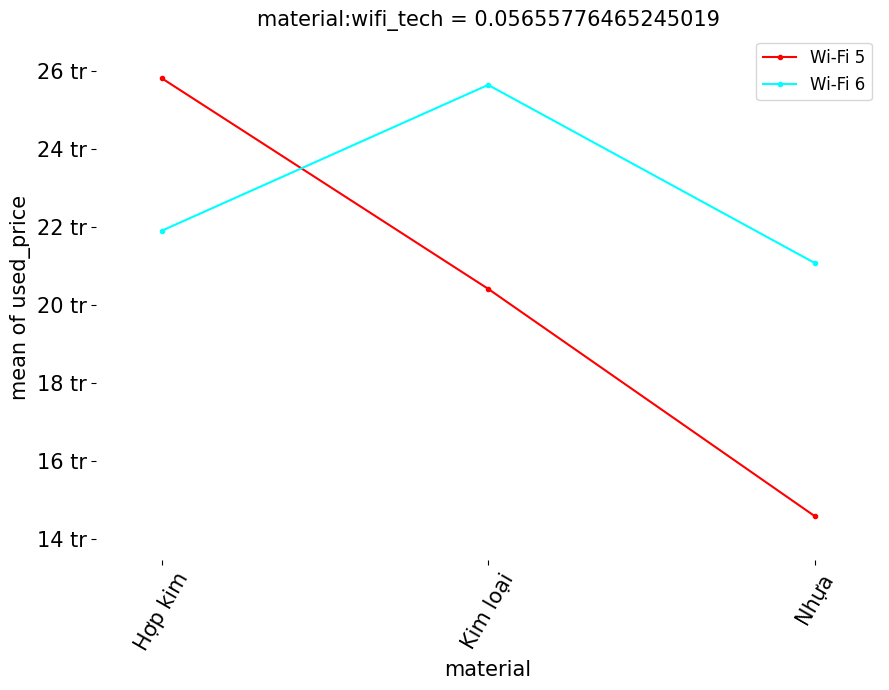 material:wifi_tech = 0.05655776465245019
Wi-Fi 5
Wi-Fi 6
mean of used_price
26 tr
24 tr
22 tr
20 tr
18 tr
16 tr
14 tr
Hợp kim
Kim loại
Nhựa
material